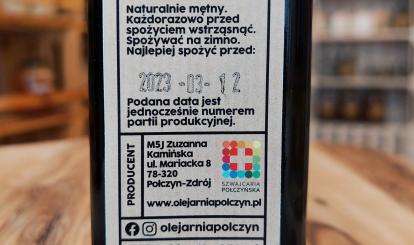 Naturalnie mętny.
Każdorazowo przed
spożyciem wstrząsnąć.
Spożywać na zimno.
Najlepiej spożyć przed:
2023-03-12
Podana data jest
jednocześnie numerem
partii produkcyjnej.
PRODUCENT
M5J Zuzanna
Kamińska
ul. Mariacka 8
78-320
Połczyn-Zdrój
SZWAJCARIA
POŁCZYŃSKA
www.olejarniapolczyn.pl
olejarniapolczyn